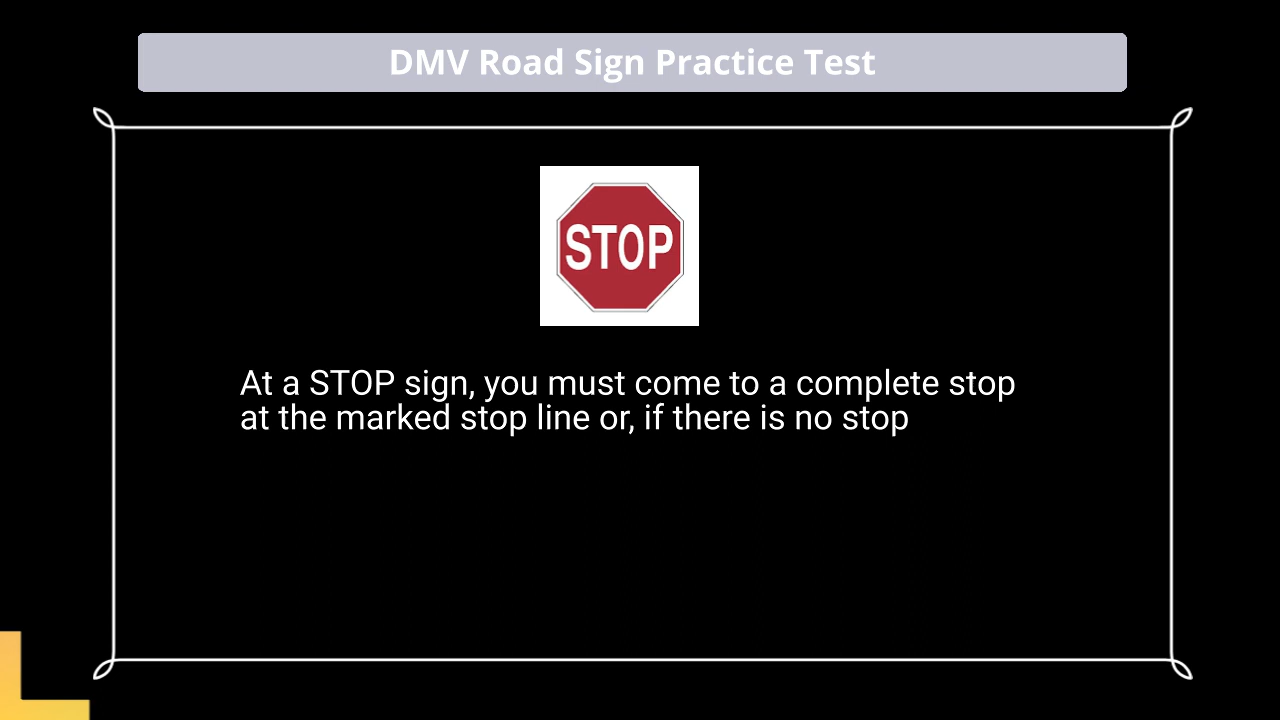 DMV Road Sign Practice Test
STOP
At a STOP sign, you must come to a complete stop
at the marked stop line or, if there is no stop